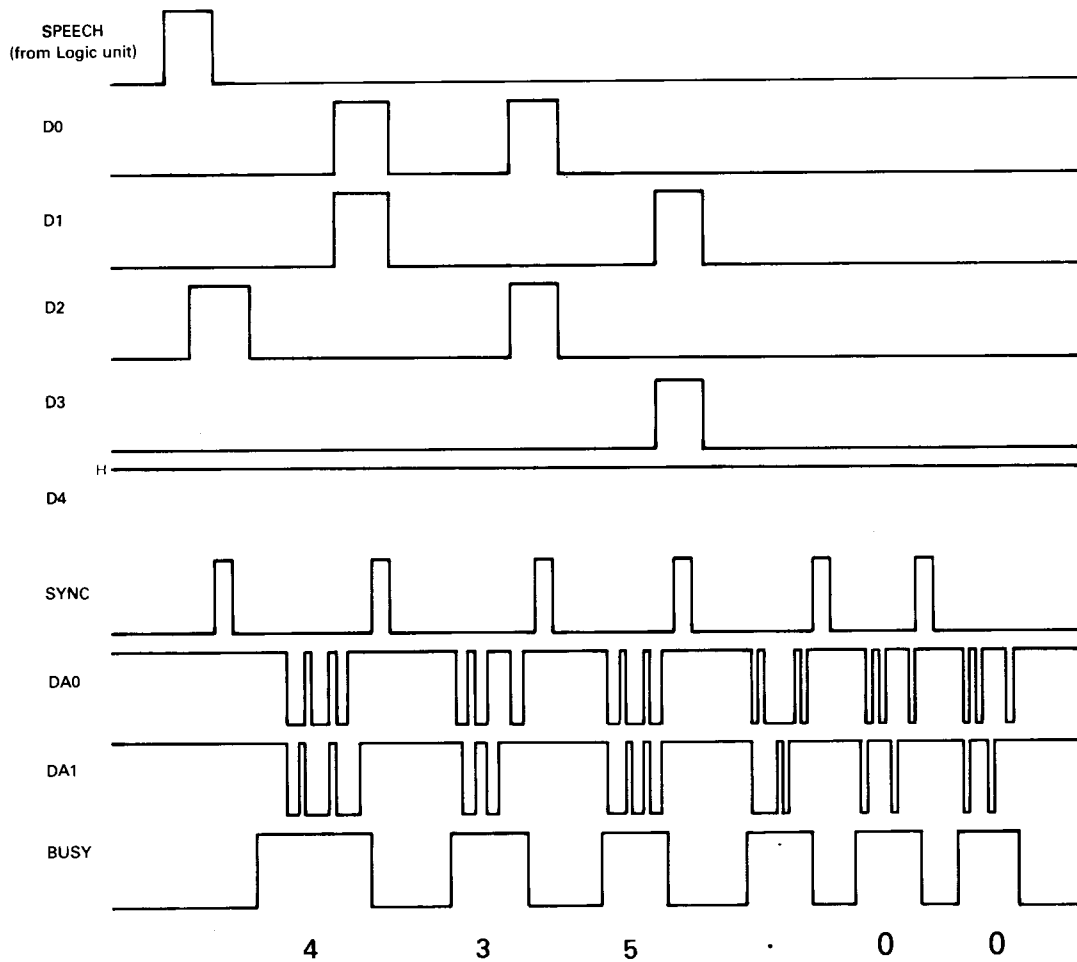 SPEECH
(from Logic unit)
D0
D1
D2
D3
H
D4
SYNC
DA0
DA1
BUSY
4 3 5 . 0 0